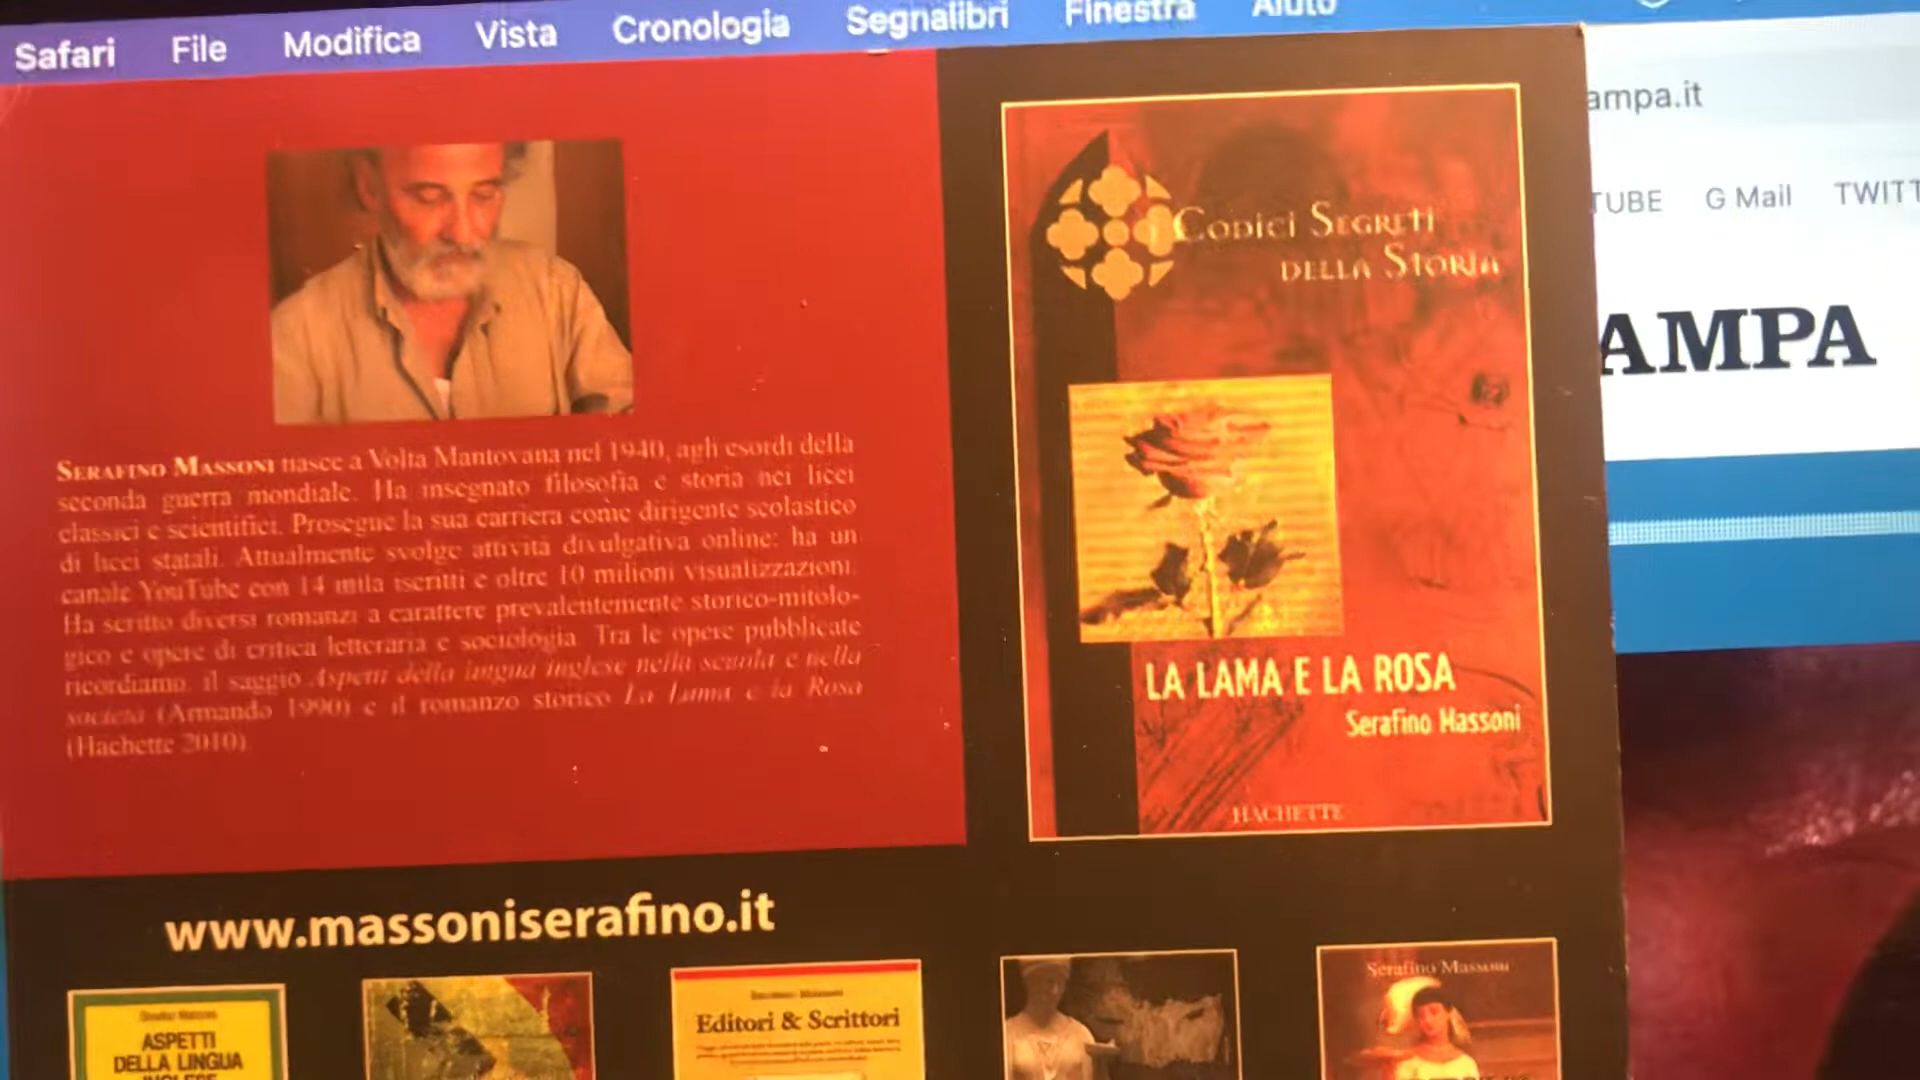 Safari File Modifica Vista Cronologia Segnalibri Finestra Aiuto
ampa.it
TUBE G Mail TWITT
AMPA
SERAFINO MASSONI nasce a Volta Mantovana nel 1940, agli esordi della
seconda guerra mondiale. Ha insegnato filosofia e storia nei licei
classici e scientifici. Prosegue la sua carriera come dirigente scolastico
di licei statali. Attualmente svolge attività divulgativa online: ha un
canale YouTube con 14 mila iscritti e oltre 10 milioni visualizzazioni.
Ha scritto diversi romanzi a carattere prevalentemente storico-mitolo-
gico e opere di critica letteraria e sociologia. Tra le opere pubblicate
ricordiamo: il saggio Aspetti della lingua inglese nella scuola e nella
società (Armando 1990) e il romanzo storico La Lama e la Rosa
(Hachette 2010)
I CODICI SEGRETI
DELLA STORIA
LA LAMA E LA ROSA
Serafino Massoni
HACHETTE
www.massoniserafino.it
Serafino Massoni
ASPETTI
DELLA LINGUA
INGLESE
Serafino Massoni
Editori & Scrittori
Serafino Massoni